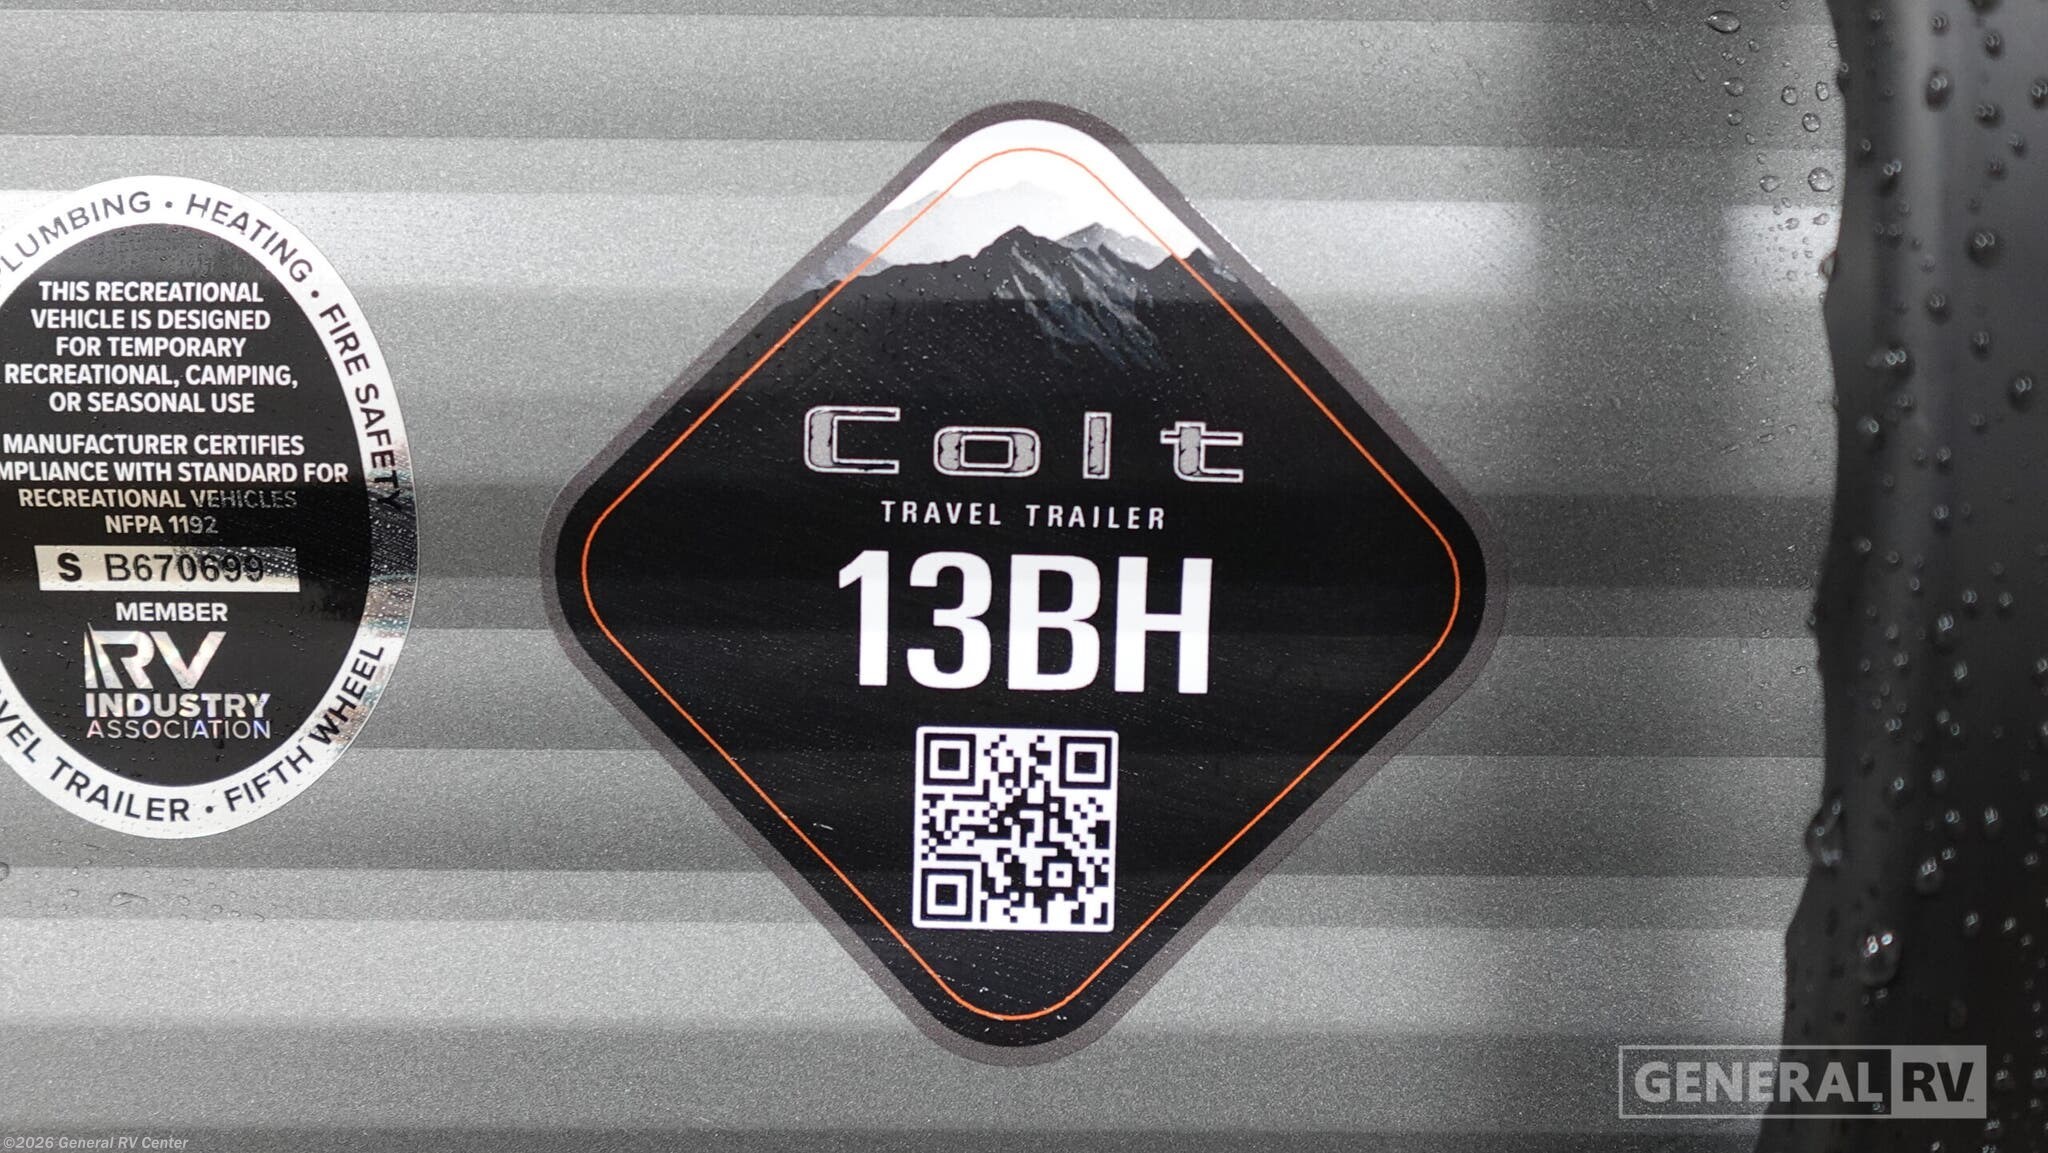 LUMBING • HEATING • FIRE SAFETY
THIS RECREATIONAL
VEHICLE IS DESIGNED
FOR TEMPORARY
RECREATIONAL, CAMPING,
OR SEASONAL USE
MANUFACTURER CERTIFIES
MPLIANCE WITH STANDARD FOR
RECREATIONAL VEHICLES
NFPA 1192
S B670699
MEMBER
RV
INDUSTRY
ASSOCIATION
VEL TRAILER • FIFTH WHEEL
Colt
TRAVEL TRAILER
13BH
GENERAL RV
©2026 General RV Center